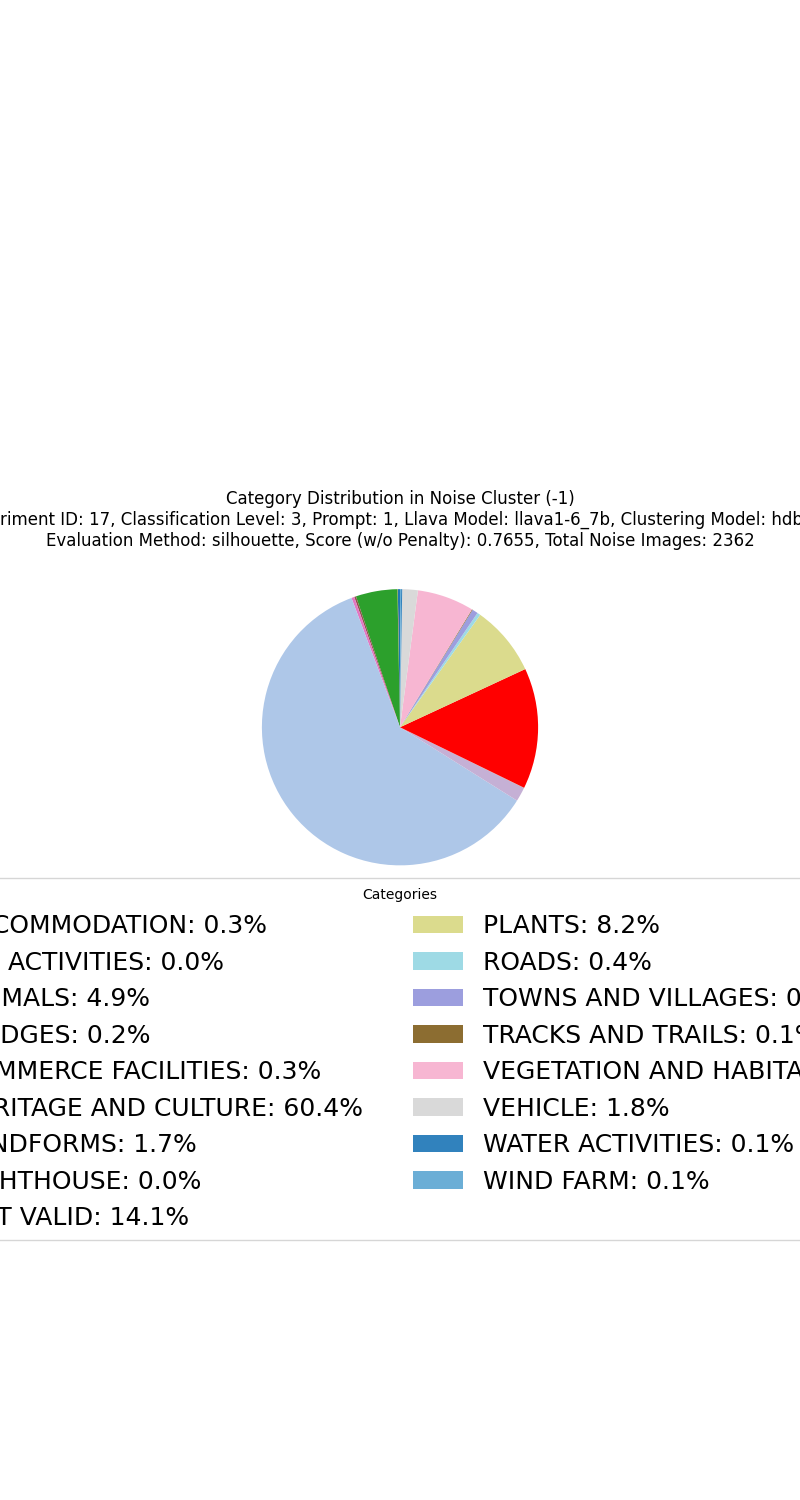 Category Distribution in Noise Cluster (-1)
riment ID: 17, Classification Level: 3, Prompt: 1, Llava Model: llava1-6_7b, Clustering Model: hdb
Evaluation Method: silhouette, Score (w/o Penalty): 0.7655, Total Noise Images: 2362
Categories
COMMODATION: 0.3%
ACTIVITIES: 0.0%
MALS: 4.9%
DGES: 0.2%
MMERCE FACILITIES: 0.3%
RITAGE AND CULTURE: 60.4%
NDFORMS: 1.7%
HTHOUSE: 0.0%
T VALID: 14.1%
PLANTS: 8.2%
ROADS: 0.4%
TOWNS AND VILLAGES: 0
TRACKS AND TRAILS: 0.1%
VEGETATION AND HABITA
VEHICLE: 1.8%
WATER ACTIVITIES: 0.1%
WIND FARM: 0.1%